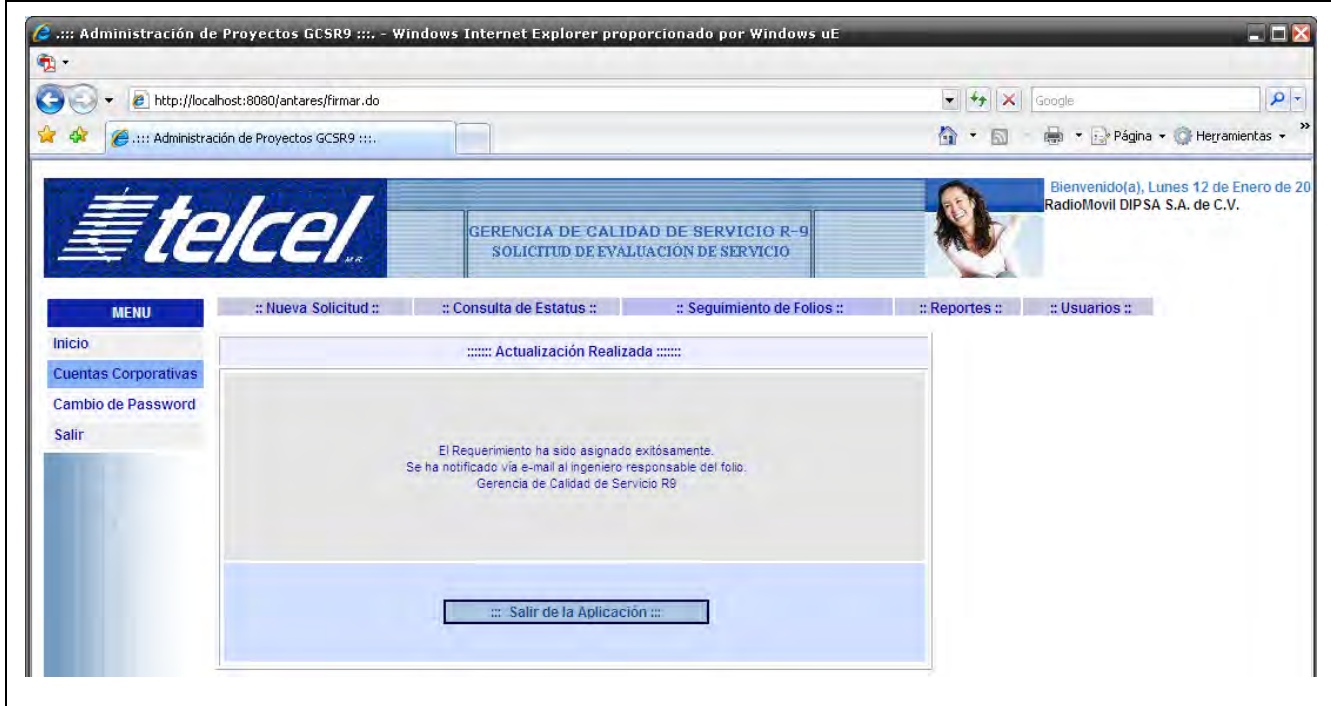 .::: Administración de Proyectos GCSR9 :::. - Windows Internet Explorer proporcionado por Windows uE
http://localhost:8080/antares/firmar.do
Google
.::: Administración de Proyectos GCSR9 :::.
Página
Herramientas
»
telcel M.R.
GERENCIA DE CALIDAD DE SERVICIO R-9
SOLICITUD DE EVALUACIÓN DE SERVICIO
Bienvenido(a), Lunes 12 de Enero de 20
RadioMovil DIPSA S.A. de C.V.
MENU
:: Nueva Solicitud ::
:: Consulta de Estatus ::
:: Seguimiento de Folios ::
:: Reportes ::
:: Usuarios ::
Inicio
Cuentas Corporativas
Cambio de Password
Salir
::::::: Actualización Realizada :::::::
El Requerimiento ha sido asignado exitósamente.
Se ha notificado vía e-mail al ingeniero responsable del folio.
Gerencia de Calidad de Servicio R9
::: Salir de la Aplicación :::